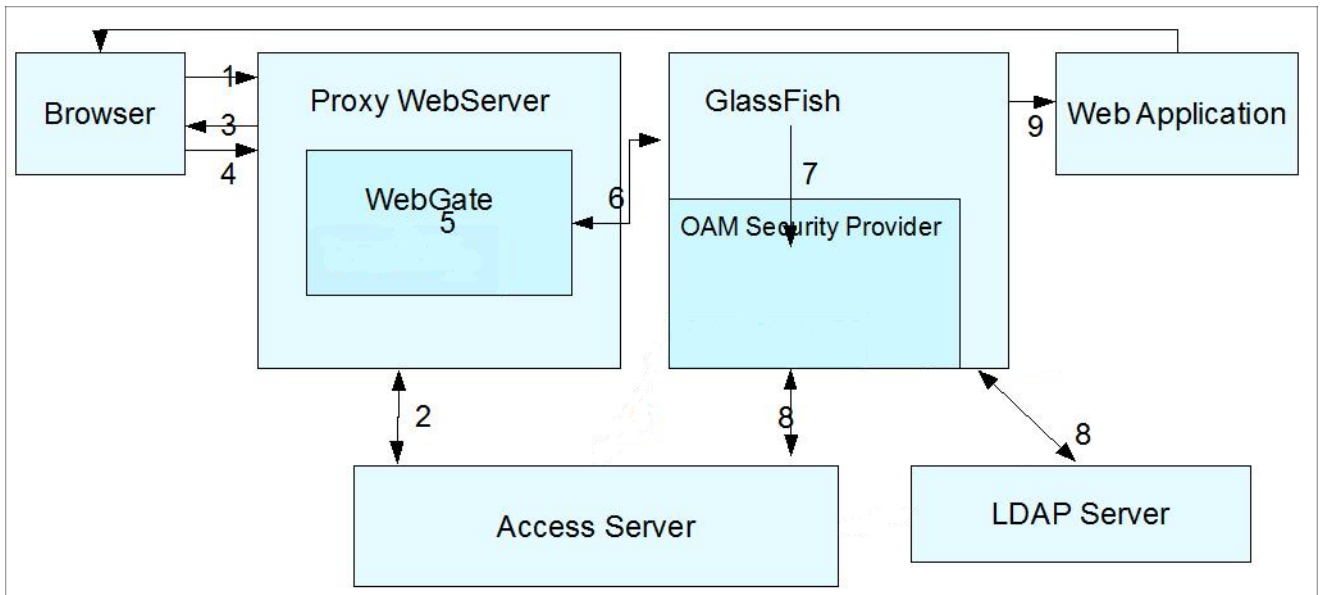 Browser
1
3
4
Proxy WebServer
WebGate
5
6
GlassFish
7
OAM Security Provider
9
Web Application
2
8
8
Access Server
LDAP Server